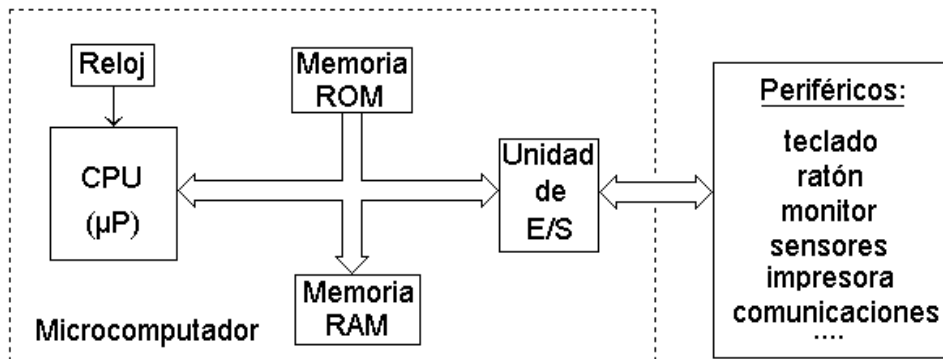 Reloj
Memoria
ROM
CPU
(µP)
Unidad
de
E/S
Memoria
RAM
Microcomputador
Periféricos:
teclado
ratón
monitor
sensores
impresora
comunicaciones
....